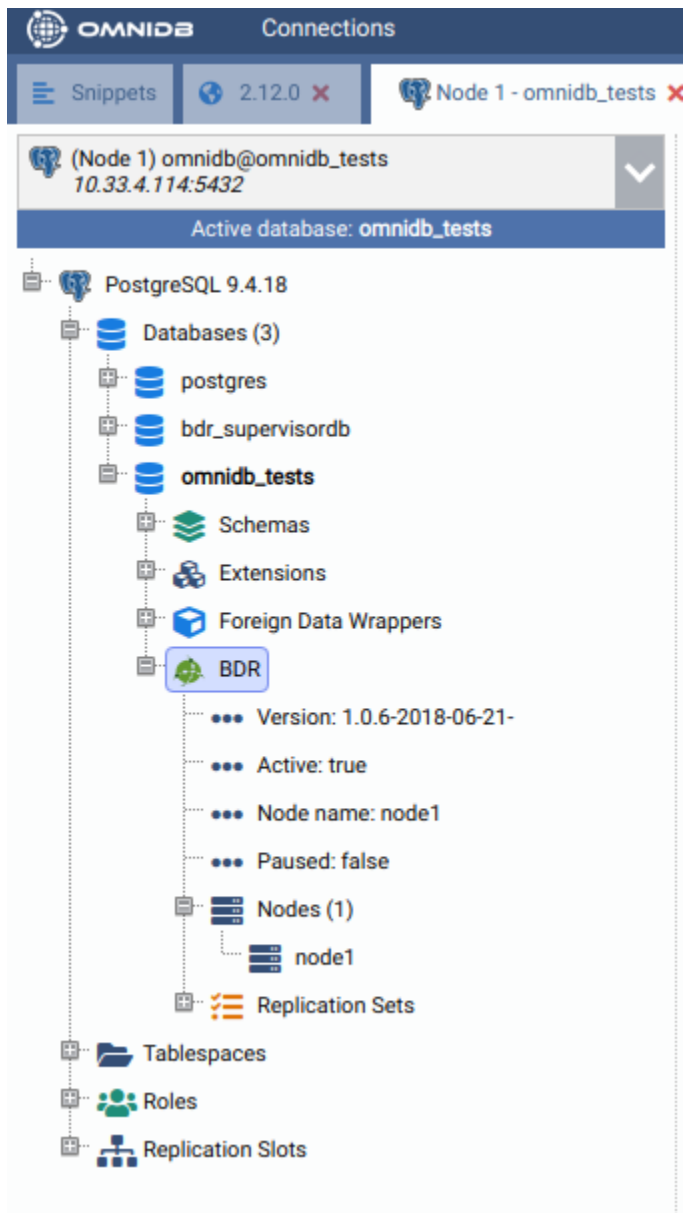 OMNIDB Connections
Snippets 2.12.0 Node 1 - omnidb_tests
(Node 1) omnidb@omnidb_tests
10.33.4.114:5432
Active database: omnidb_tests
PostgreSQL 9.4.18
Databases (3)
postgres
bdr_supervisordb
omnidb_tests
Schemas
Extensions
Foreign Data Wrappers
BDR
Version: 1.0.6-2018-06-21-
Active: true
Node name: node1
Paused: false
Nodes (1)
node1
Replication Sets
Tablespaces
Roles
Replication Slots